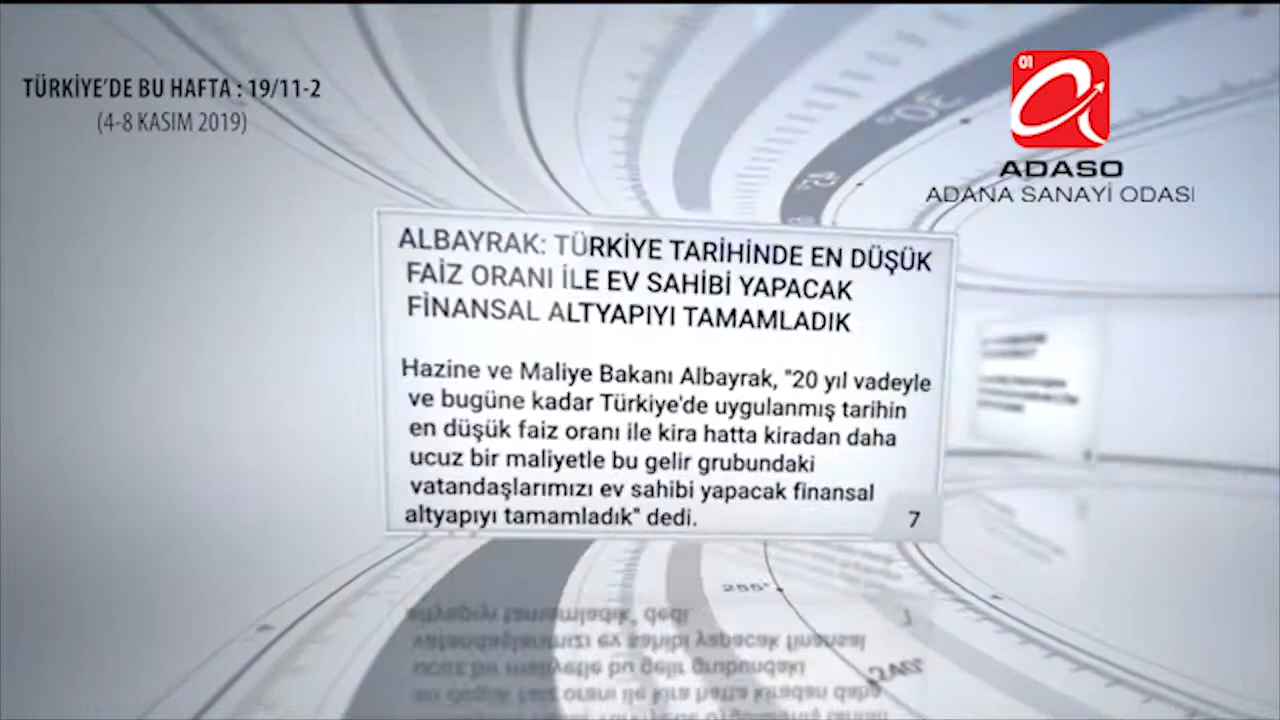 TÜRKİYE'DE BU HAFTA : 19/11-2
(4-8 KASIM 2019)
01
ADASO
ADANA SANAYİ ODASI
30°
ALBAYRAK: TÜRKİYE TARİHİNDE EN DÜŞÜK
FAİZ ORANI İLE EV SAHİBİ YAPACAK
FİNANSAL ALTYAPIYI TAMAMLADIK
Hazine ve Maliye Bakanı Albayrak, "20 yıl vadeyle
ve bugüne kadar Türkiye'de uygulanmış tarihin
en düşük faiz oranı ile kira hatta kiradan daha
ucuz bir maliyetle bu gelir grubundaki
vatandaşlarımızı ev sahibi yapacak finansal
altyapıyı tamamladık" dedi.
7
255°